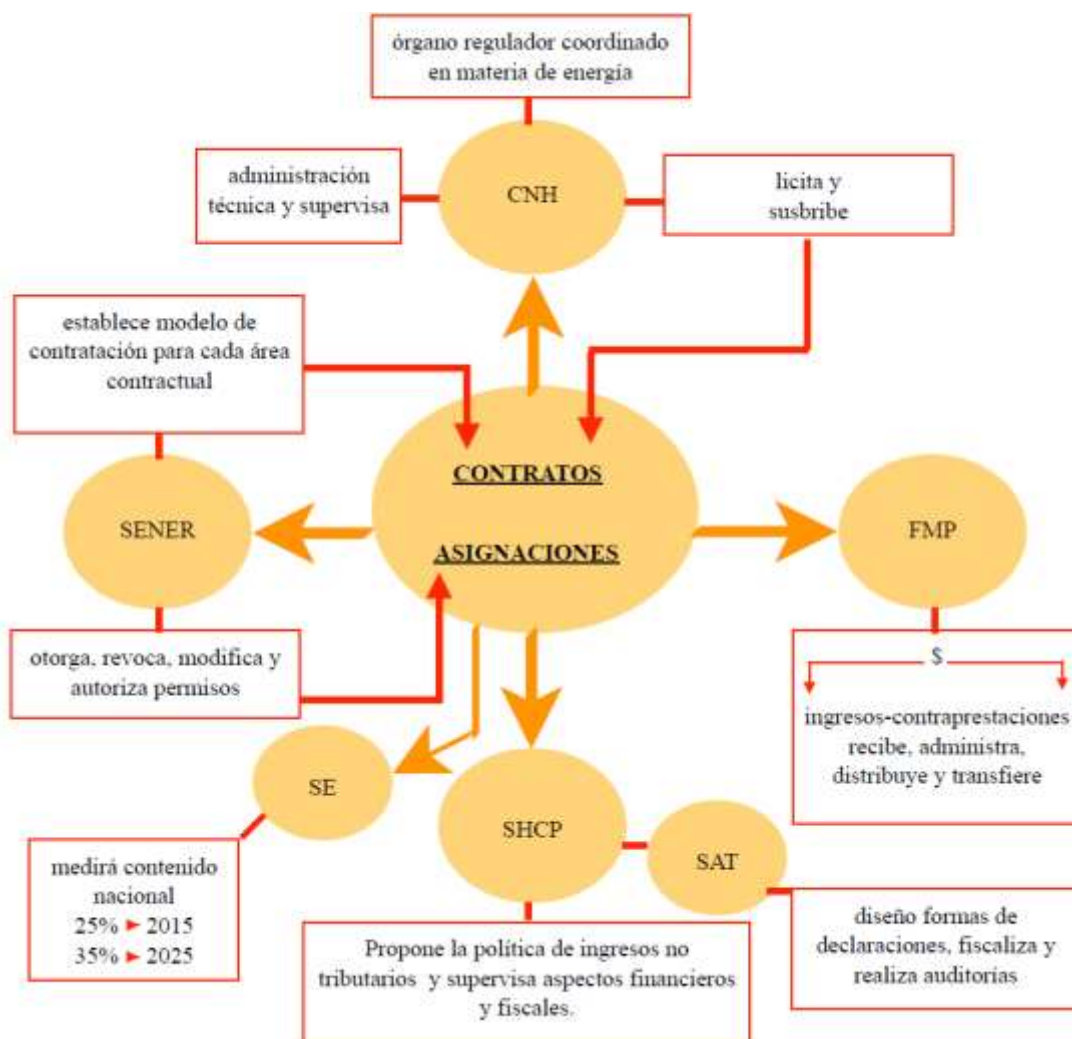 órgano regulador coordinado
en materia de energía
administración
técnica y supervisa
CNH
licita y
susbribe
establece modelo de
contratación para cada área
contractual
CONTRATOS
SENER
ASIGNACIONES
FMP
otorga, revoca, modifica y
autoriza permisos
$
ingresos-contraprestaciones
recibe, administra,
distribuye y transfiere
SE
SHCP
SAT
medirá contenido
nacional
25% ► 2015
35% ► 2025
Propone la política de ingresos no
tributarios y supervisa aspectos financieros
y fiscales.
diseño formas de
declaraciones, fiscaliza y
realiza auditorías